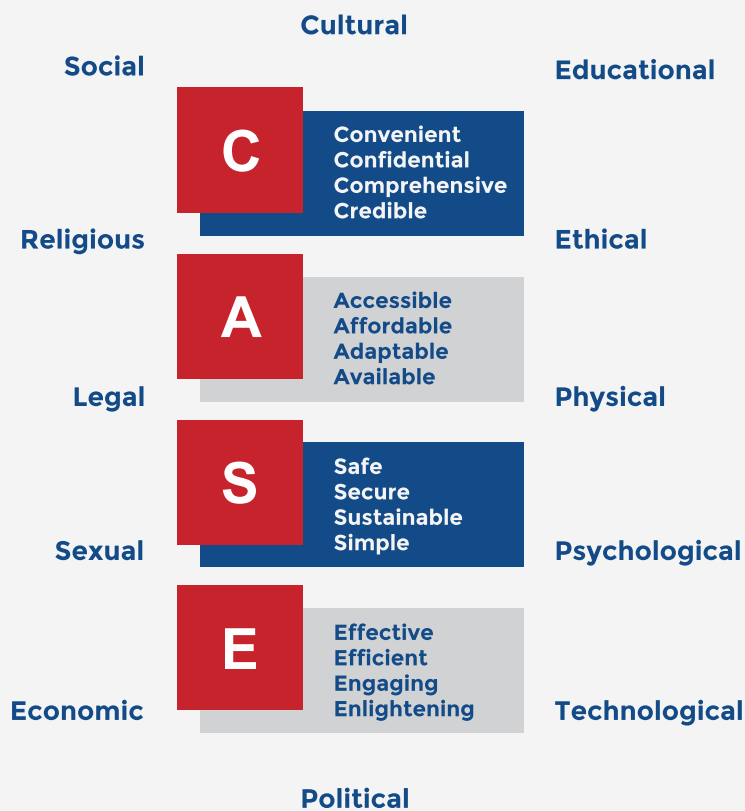 Cultural
Social
Educational
C
Convenient
Confidential
Comprehensive
Credible
Religious
Ethical
A
Accessible
Affordable
Adaptable
Available
Legal
Physical
S
Safe
Secure
Sustainable
Simple
Sexual
Psychological
E
Effective
Efficient
Engaging
Enlightening
Economic
Technological
Political